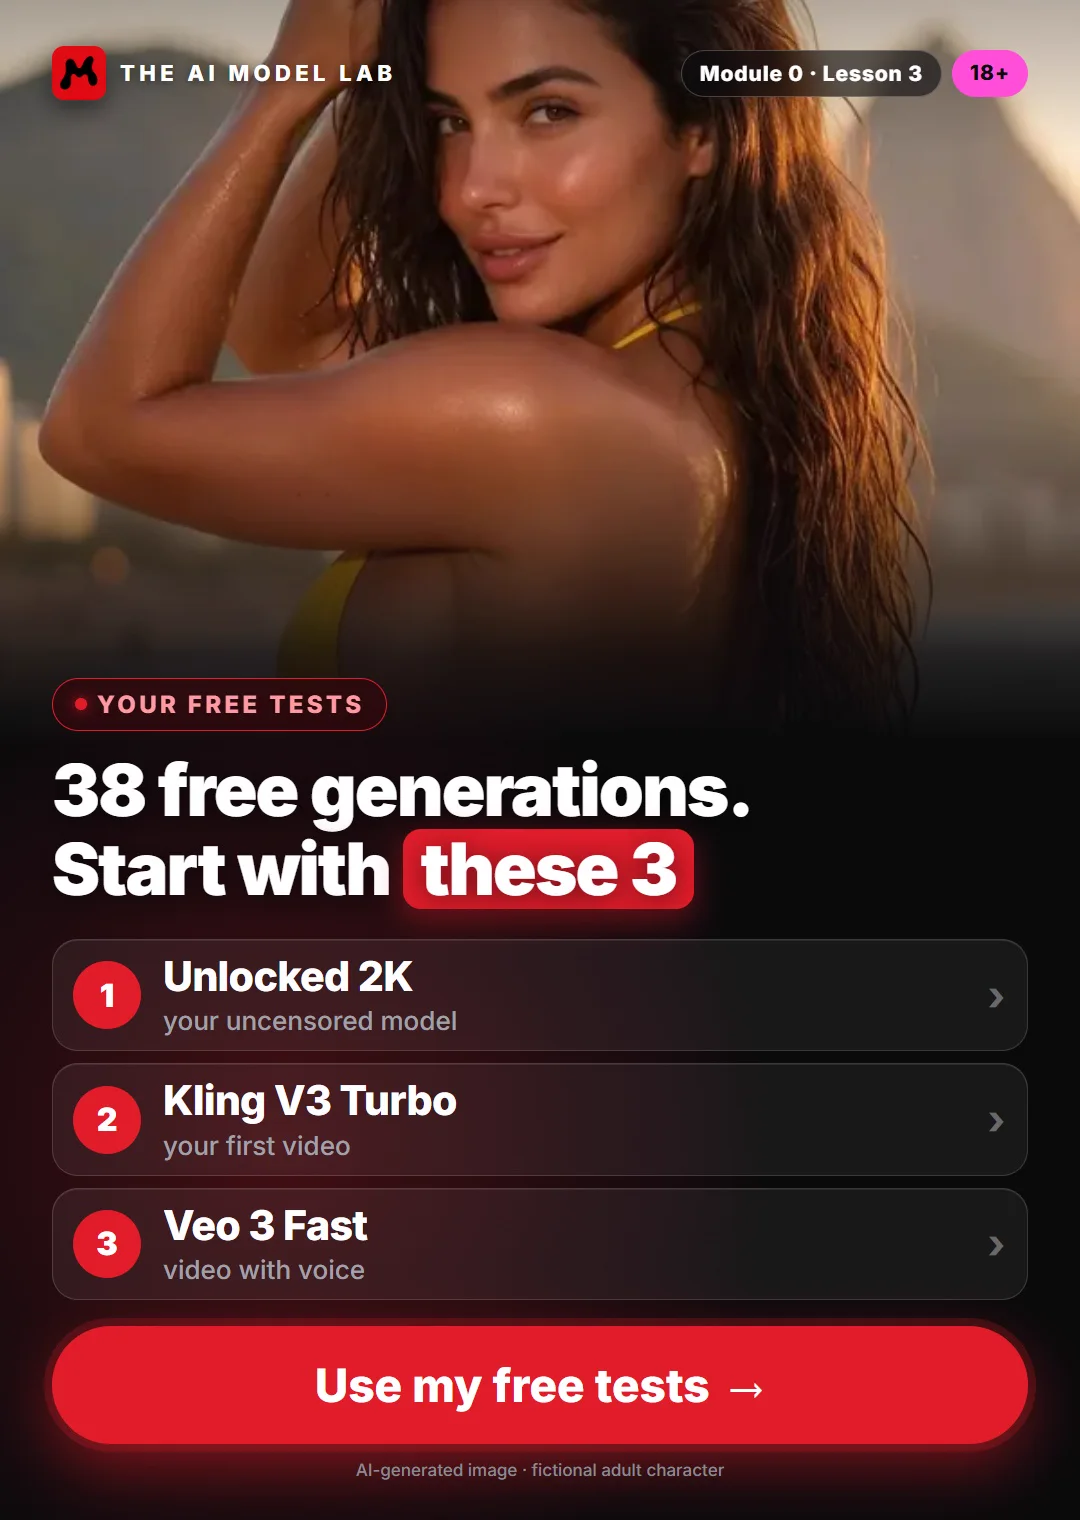 THE AI MODEL LAB
Module 0 · Lesson 3
18+
YOUR FREE TESTS
38 free generations.
Start with these 3
1
Unlocked 2K
your uncensored model
2
Kling V3 Turbo
your first video
3
Veo 3 Fast
video with voice
Use my free tests →
AI-generated image · fictional adult character